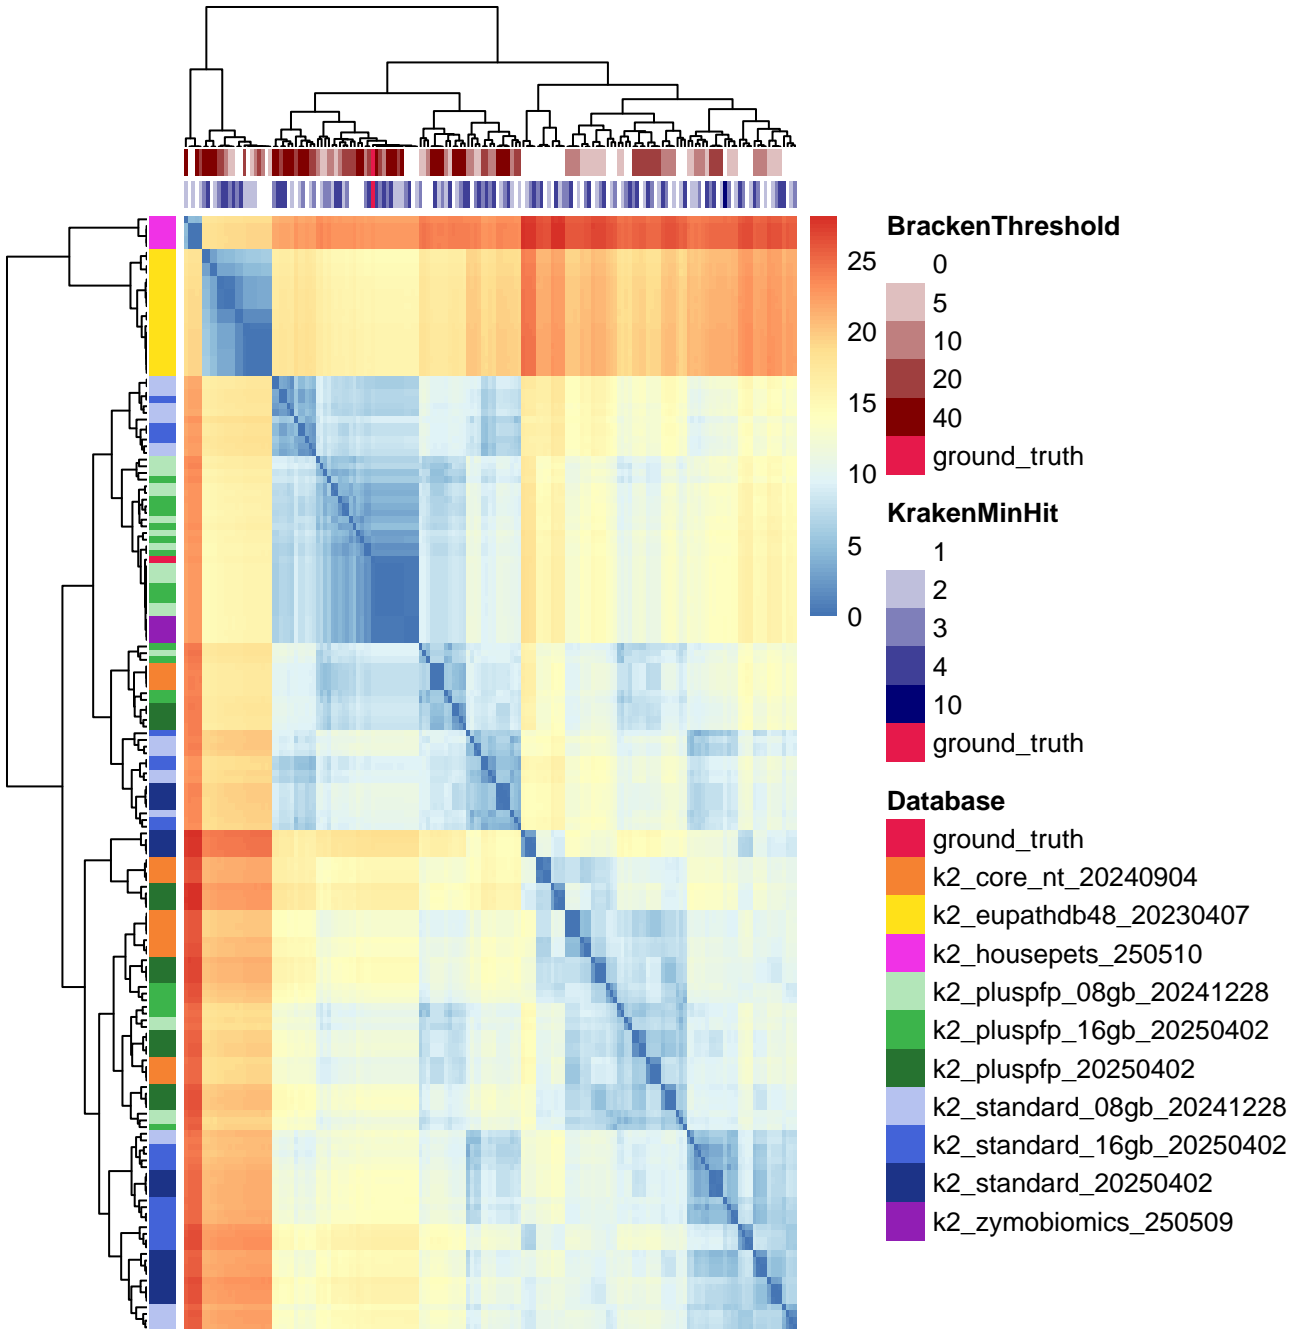 25
20
15
10
5
0
BrackenThreshold
0
5
10
20
40
ground_truth
KrakenMinHit
1
2
3
4
10
ground_truth
Database
ground_truth
k2_core_nt_20240904
k2_eupathdb48_20230407
k2_housepets_250510
k2_pluspfp_08gb_20241228
k2_pluspfp_16gb_20250402
k2_pluspfp_20250402
k2_standard_08gb_20241228
k2_standard_16gb_20250402
k2_standard_20250402
k2_zymobiomics_250509